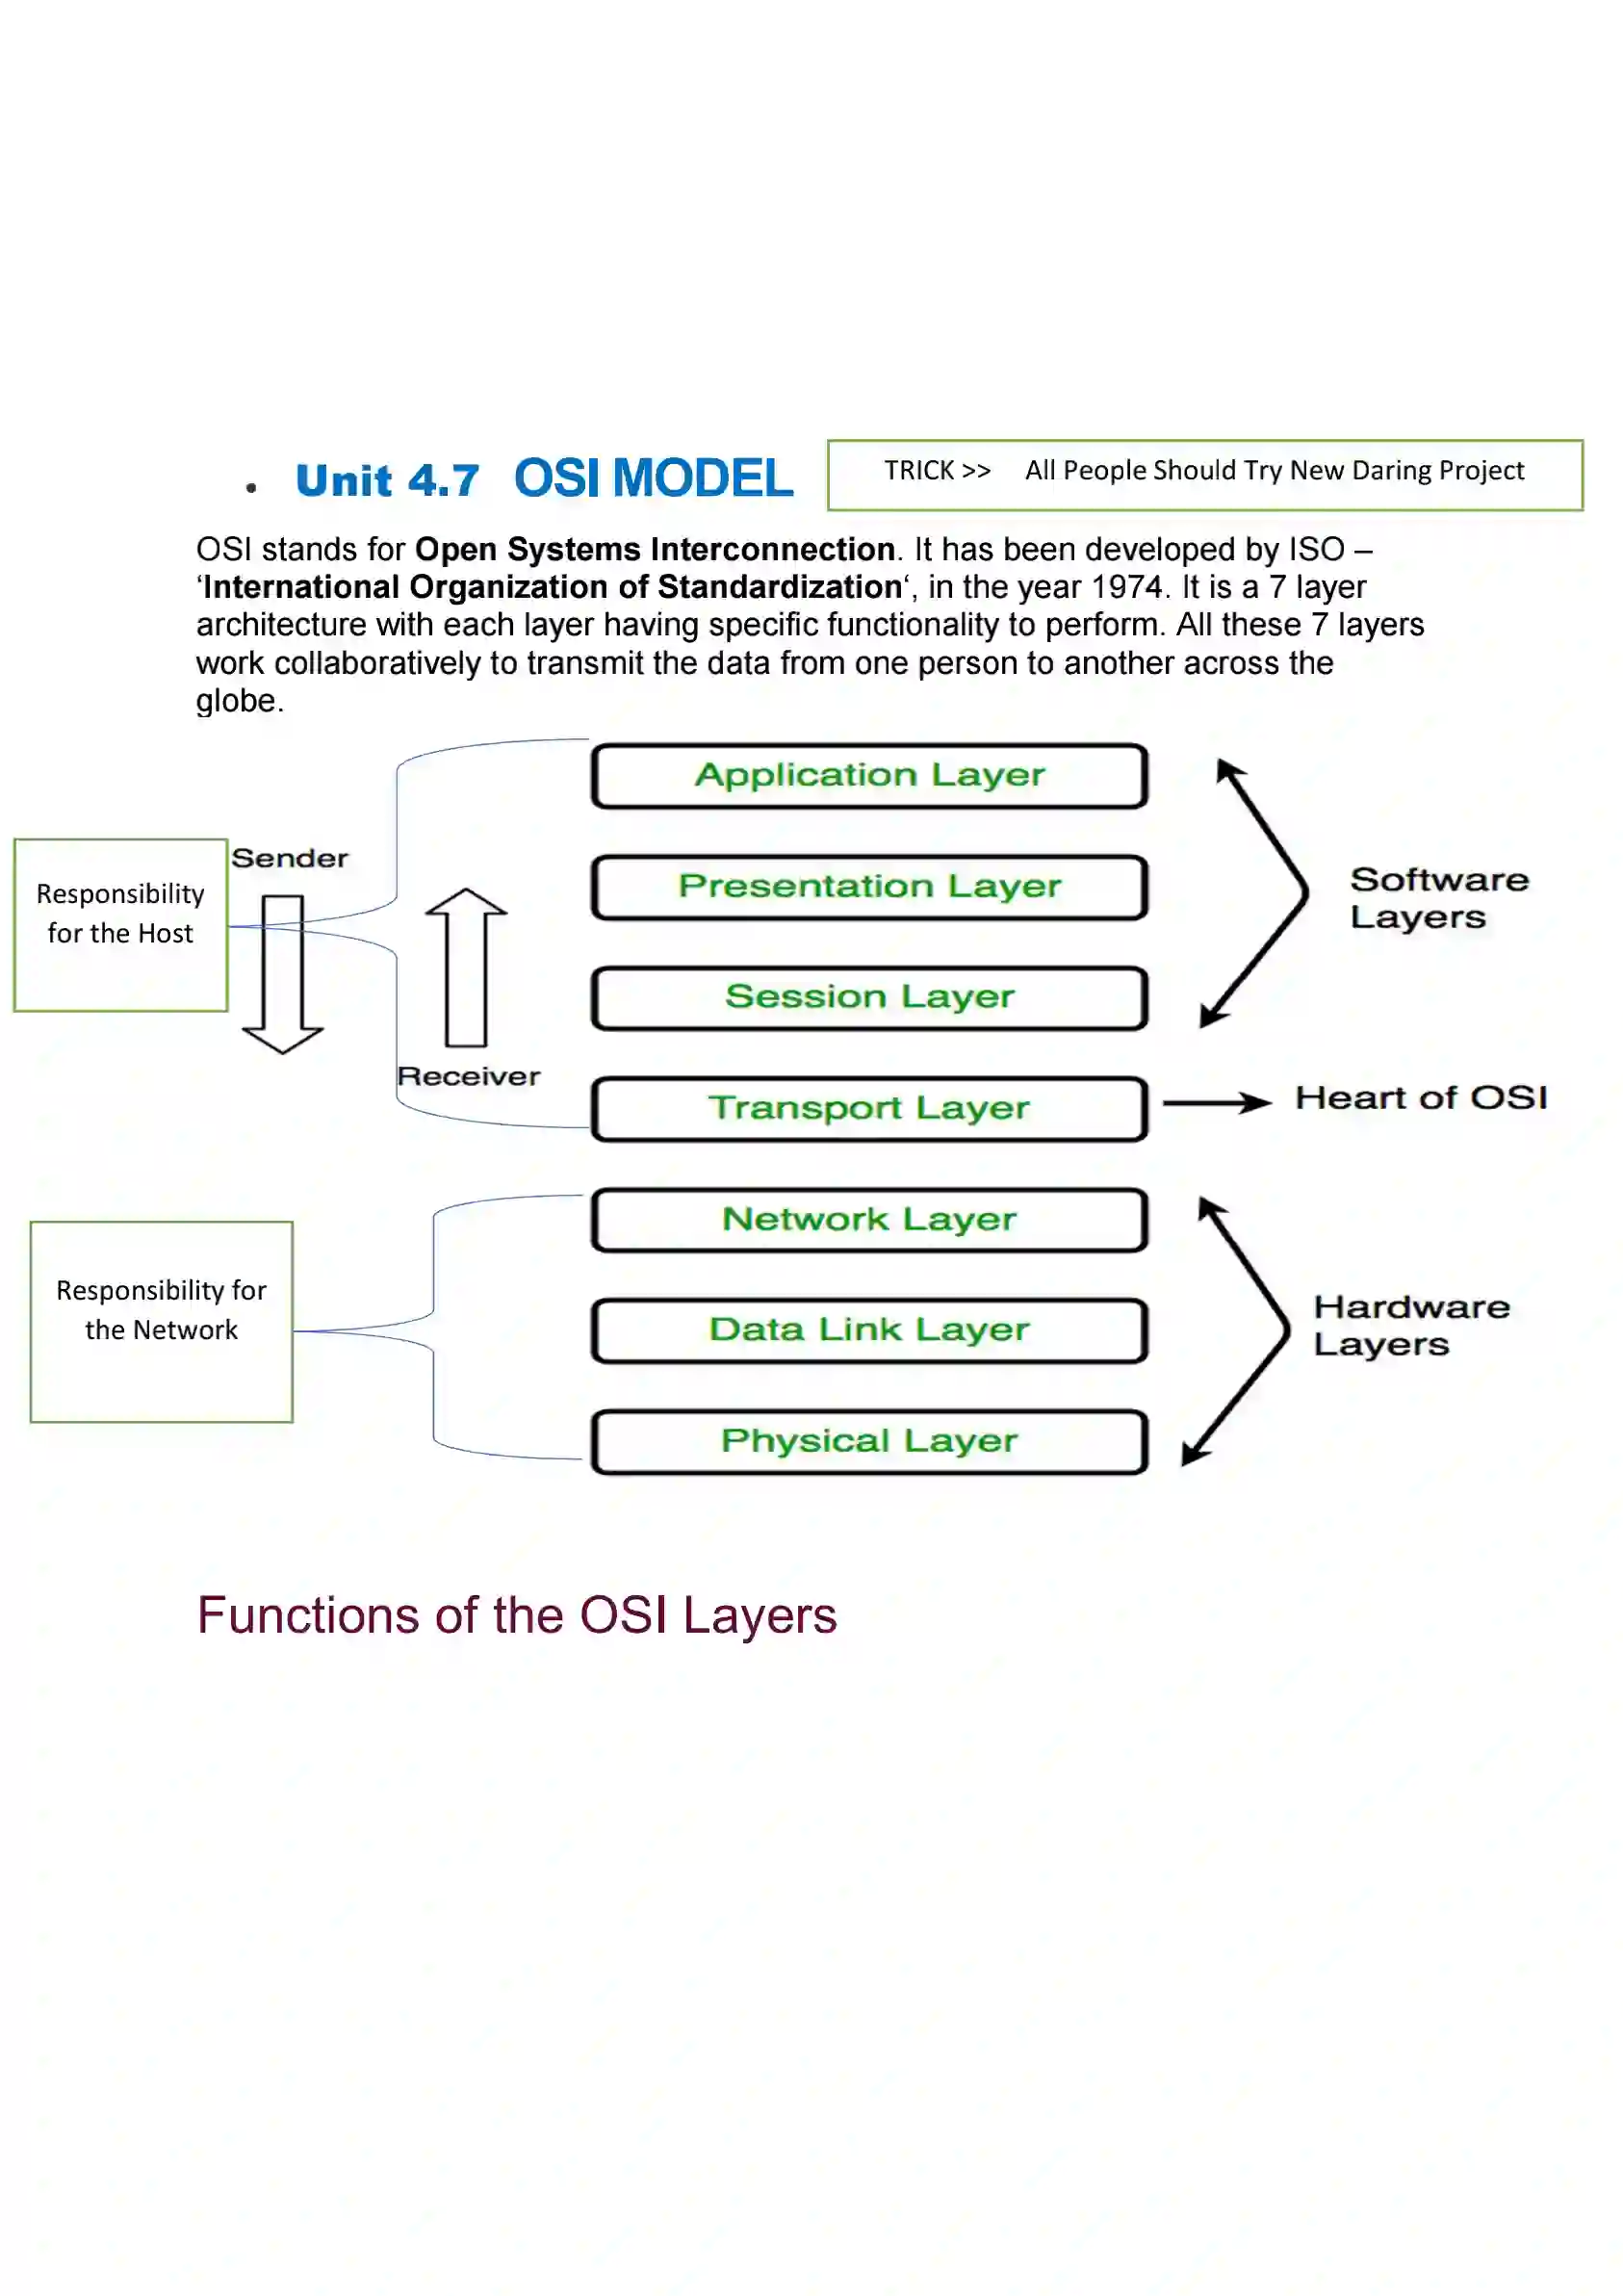 • Unit 4.7 OSI MODEL
TRICK >> All People Should Try New Daring Project
OSI stands for Open Systems Interconnection. It has been developed by ISO –
‘International Organization of Standardization‘, in the year 1974. It is a 7 layer
architecture with each layer having specific functionality to perform. All these 7 layers
work collaboratively to transmit the data from one person to another across the
globe.
Application Layer
Presentation Layer
Session Layer
Transport Layer
Network Layer
Data Link Layer
Physical Layer
Sender
Receiver
Responsibility
for the Host
Responsibility for
the Network
Software
Layers
Heart of OSI
Hardware
Layers
Functions of the OSI Layers